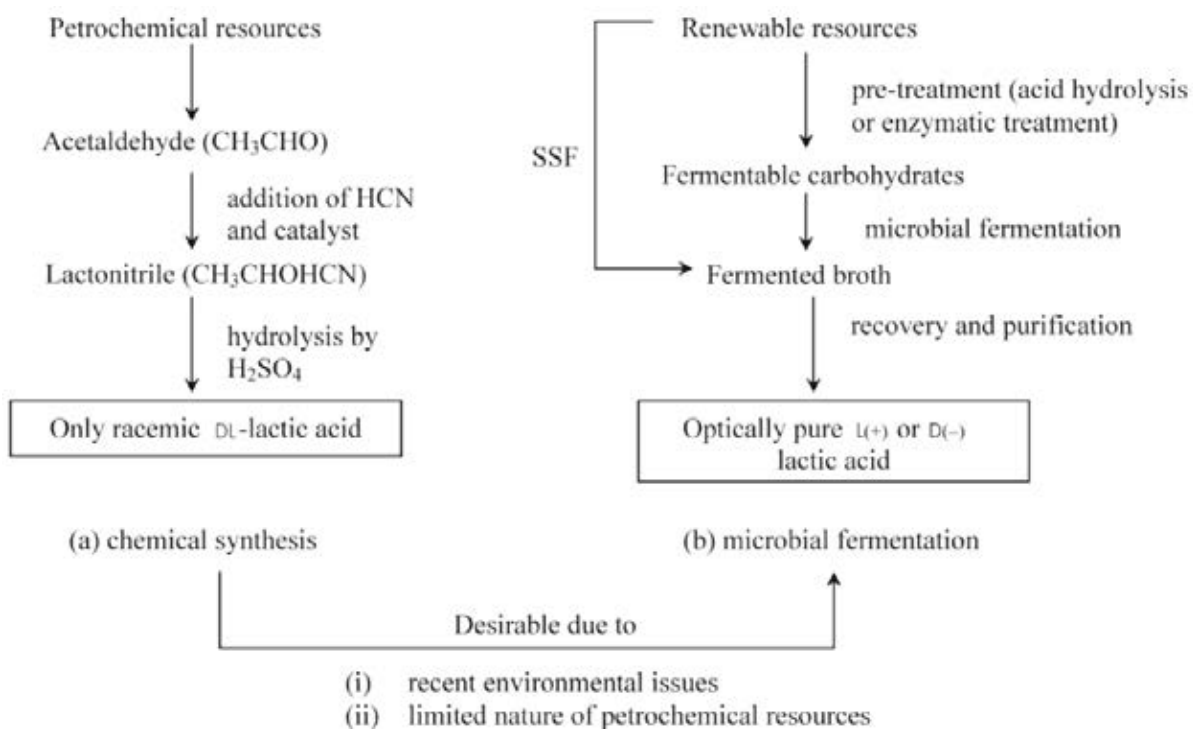 Petrochemical resources
Acetaldehyde (CH₃CHO)
addition of HCN
and catalyst
Lactonitrile (CH₃CHOHCN)
hydrolysis by
H₂SO₄
Only racemic DL-lactic acid
(a) chemical synthesis
Renewable resources
pre-treatment (acid hydrolysis
or enzymatic treatment)
SSF
Fermentable carbohydrates
microbial fermentation
Fermented broth
recovery and purification
Optically pure L(+) or D(−)
lactic acid
(b) microbial fermentation
Desirable due to
(i) recent environmental issues
(ii) limited nature of petrochemical resources